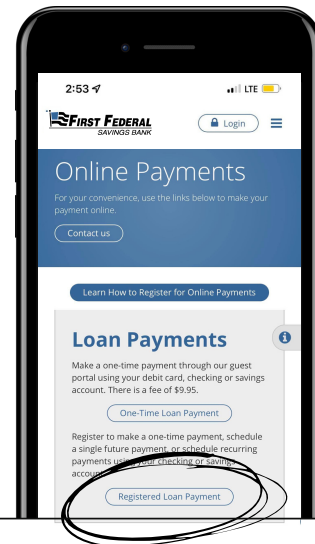 2:53
LTE
FIRST FEDERAL
SAVINGS BANK
Login
Online Payments
For your convenience, use the links below to make your
payment online.
Contact us
Learn How to Register for Online Payments
Loan Payments
Make a one-time payment through our guest
portal using your debit card, checking or savings
account. There is a fee of $9.95.
One-Time Loan Payment
Register to make a one-time payment, schedule
a single future payment, or schedule recurring
payments using your checking or savings
account.
Registered Loan Payment